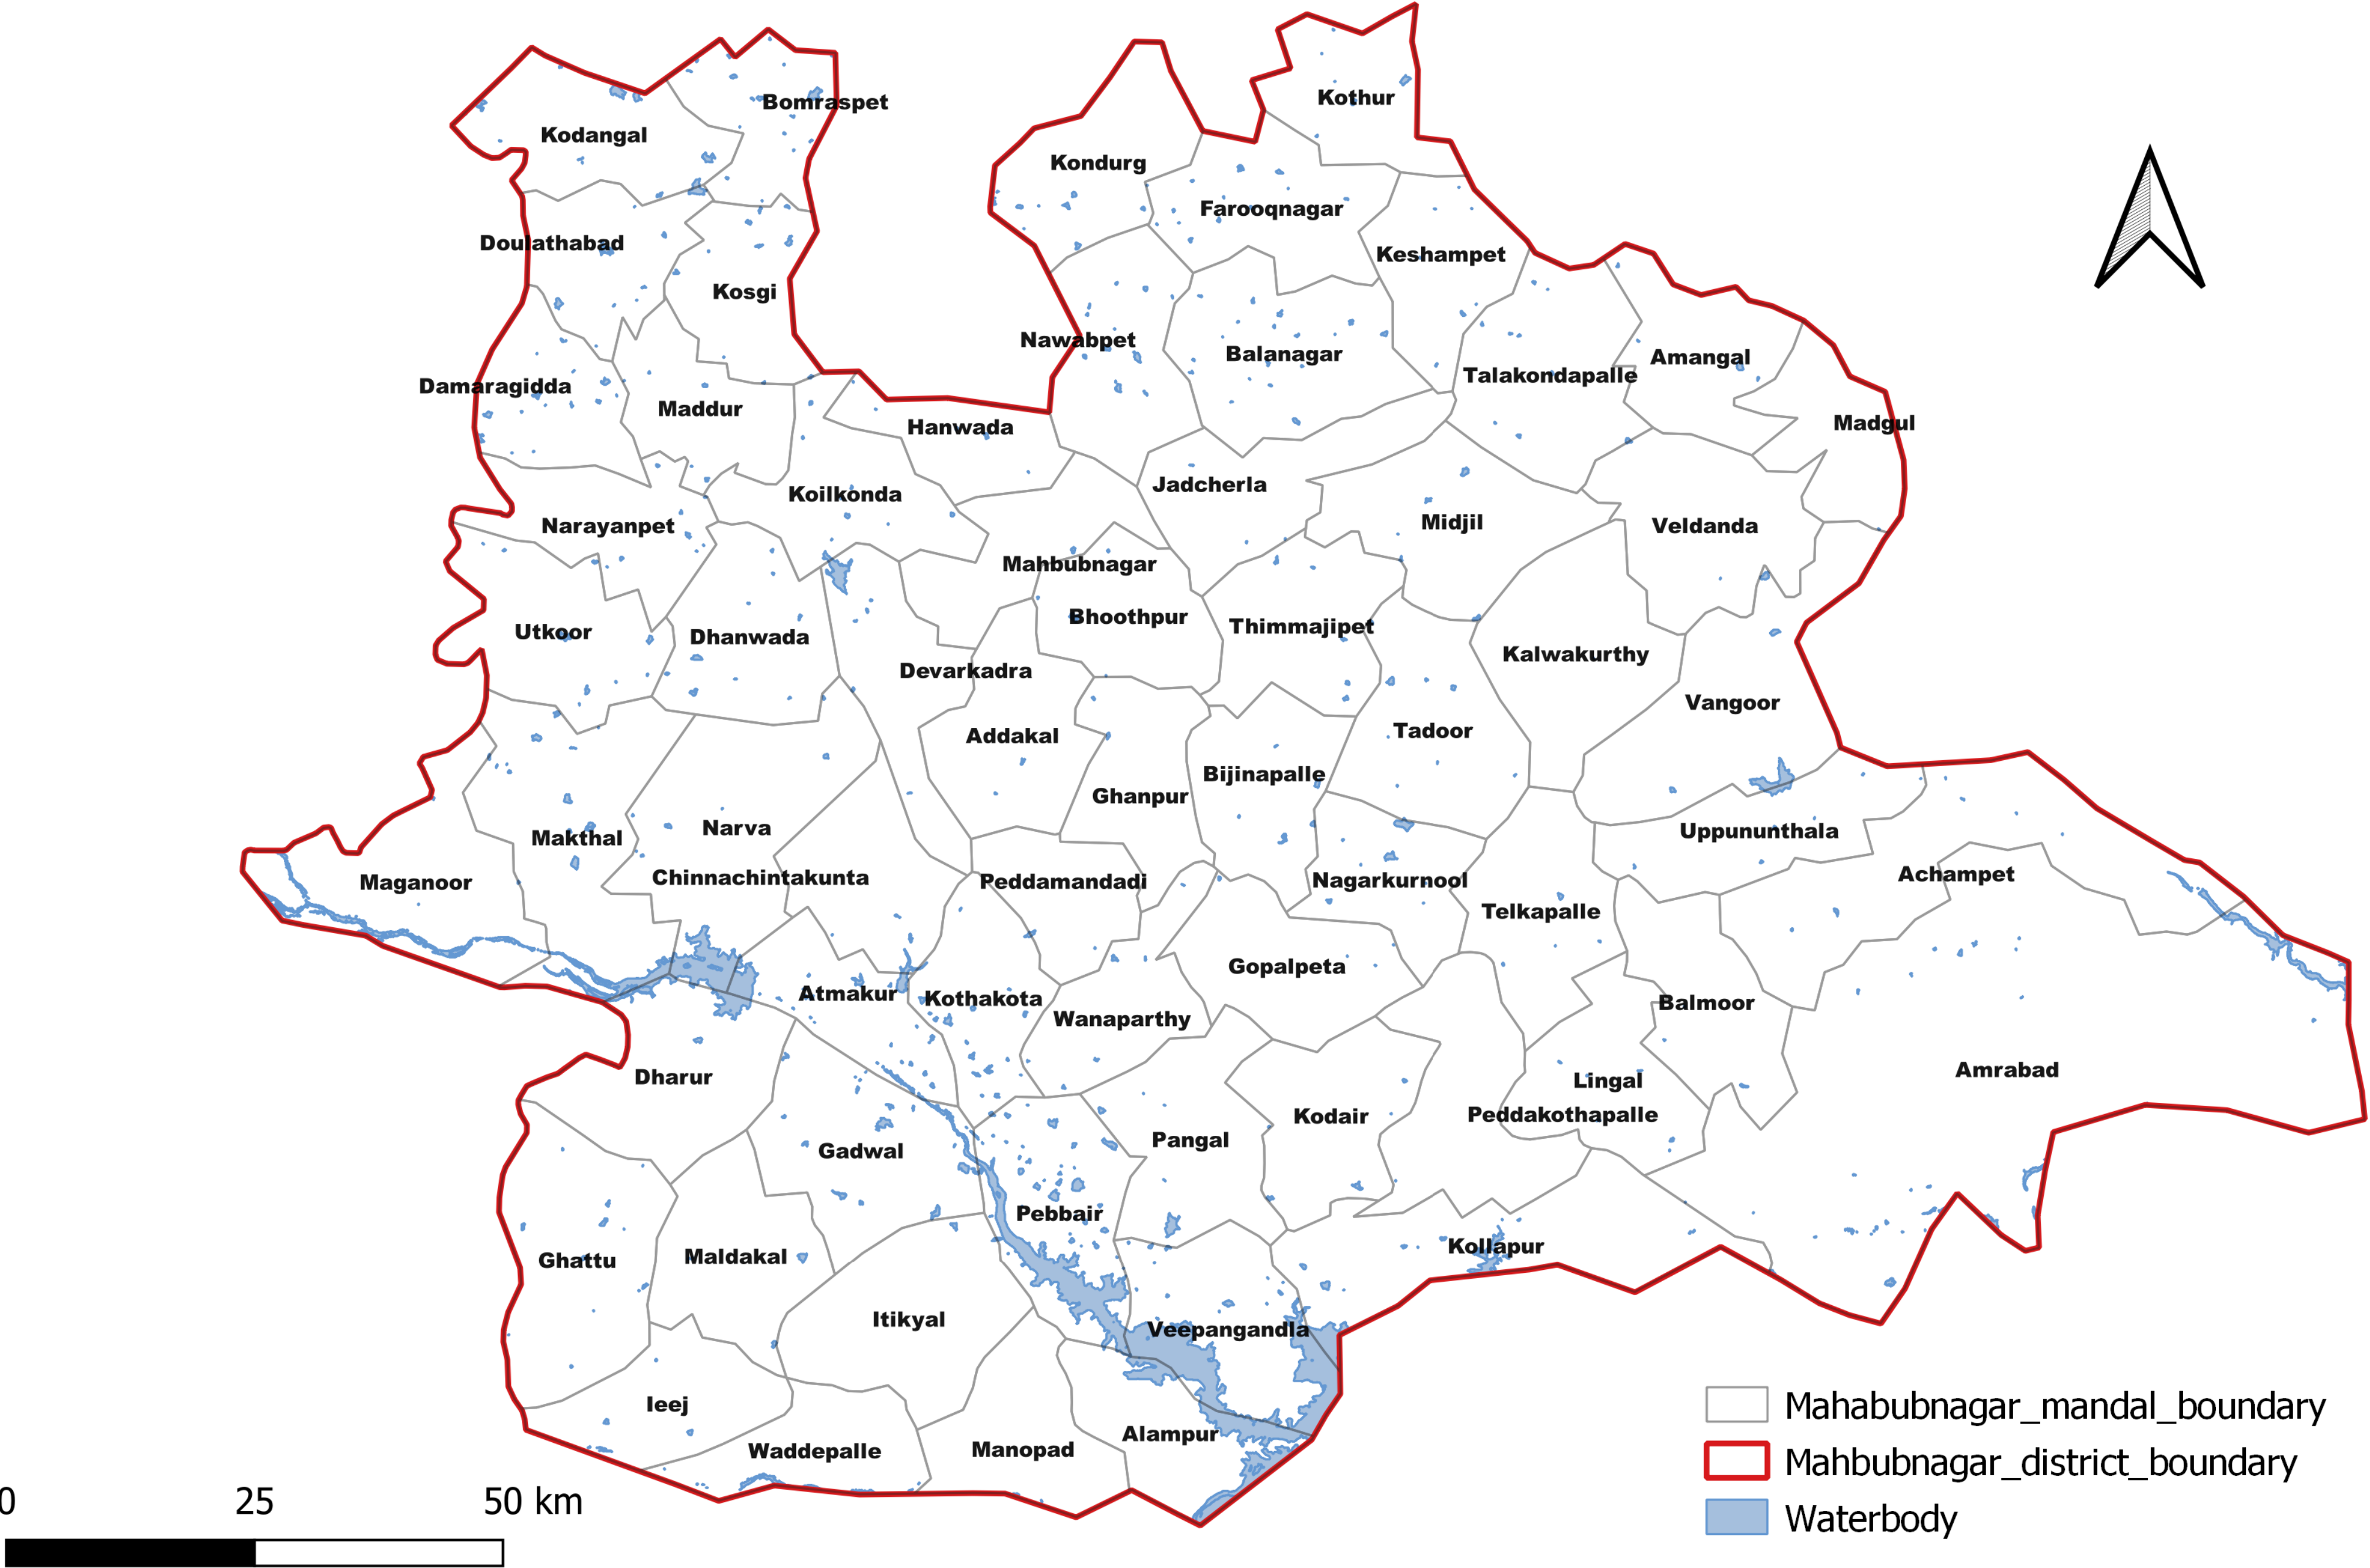 Kothur
Bomraspet
Kodangal
Kondurg
Farooqnagar
Doulathabad
Keshampet
Kosgi
Nawabpet
Balanagar
Amangal
Talakondapalle
Damaragidda
Maddur
Madgul
Hanwada
Jadcherla
Koilkonda
Midjil
Narayanpet
Veldanda
Mahbubnagar
Bhoothpur
Thimmajipet
Utkoor
Dhanwada
Kalwakurthy
Devarkadra
Vangoor
Tadoor
Addakal
Bijinapalle
Ghanpur
Narva
Uppununthala
Makthal
Achampet
Chinnachintakunta
Nagarkurnool
Peddamandadi
Maganoor
Telkapalle
Gopalpeta
Atmakur
Kothakota
Balmoor
Wanaparthy
Amrabad
Dharur
Lingal
Peddakothapalle
Kodair
Pangal
Gadwal
Pebbair
Kollapur
Maldakal
Ghattu
Itikyal
Veepangandla
Ieej
Alampur
Manopad
Waddepalle
Mahabubnagar_mandal_boundary
Mahbubnagar_district_boundary
Waterbody
0 25 50 km